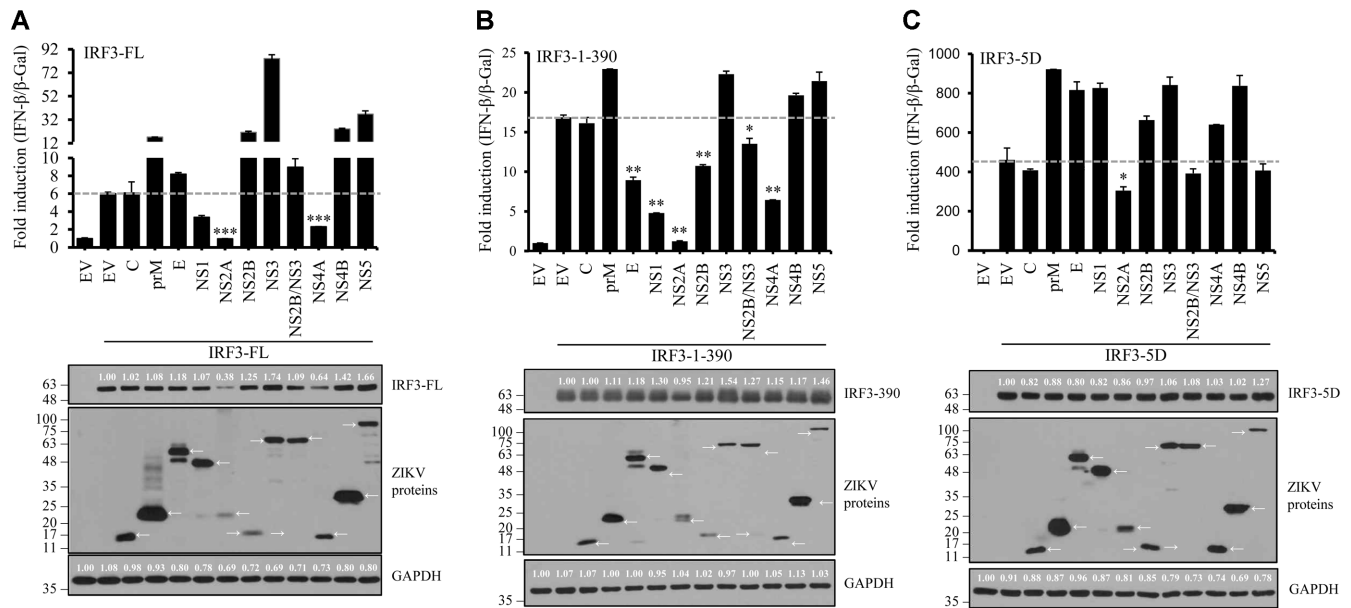 A
IRF3-FL
Fold induction (IFN-β/β-Gal)
92
72
52
32
12
10
8
6
4
2
0
*** ***
EV EV C prM E NS1 NS2A NS2B NS3 NS2B/NS3 NS4A NS4B NS5
IRF3-FL
1.00 1.02 1.08 1.18 1.07 0.38 1.25 1.74 1.09 0.64 1.42 1.66
63
48
IRF3-FL
100
75
63
48
35
25
20
17
11
ZIKV
proteins
1.00 1.08 0.98 0.93 0.80 0.78 0.69 0.72 0.69 0.71 0.73 0.80 0.80
35
GAPDH
B
IRF3-1-390
Fold induction (IFN-β/β-Gal)
25
20
15
10
5
0
** ** ** ** * **
EV EV C prM E NS1 NS2A NS2B NS3 NS2B/NS3 NS4A NS4B NS5
IRF3-1-390
1.00 1.00 1.11 1.18 1.30 0.95 1.21 1.54 1.27 1.15 1.17 1.46
63
48
IRF3-390
100
75
63
48
35
25
20
17
11
ZIKV
proteins
1.00 1.07 1.07 1.00 1.00 0.95 1.04 1.02 0.97 1.00 1.05 1.13 1.03
35
GAPDH
C
IRF3-5D
Fold induction (IFN-β/β-Gal)
1000
800
600
400
200
0
*
EV EV C prM E NS1 NS2A NS2B NS3 NS2B/NS3 NS4A NS4B NS5
IRF3-5D
1.00 0.82 0.88 0.80 0.82 0.86 0.97 1.06 1.08 1.03 1.02 1.27
63
48
IRF3-5D
100
75
63
48
35
25
20
17
11
ZIKV
proteins
1.00 0.91 0.88 0.87 0.96 0.87 0.81 0.85 0.79 0.73 0.74 0.69 0.78
35
GAPDH